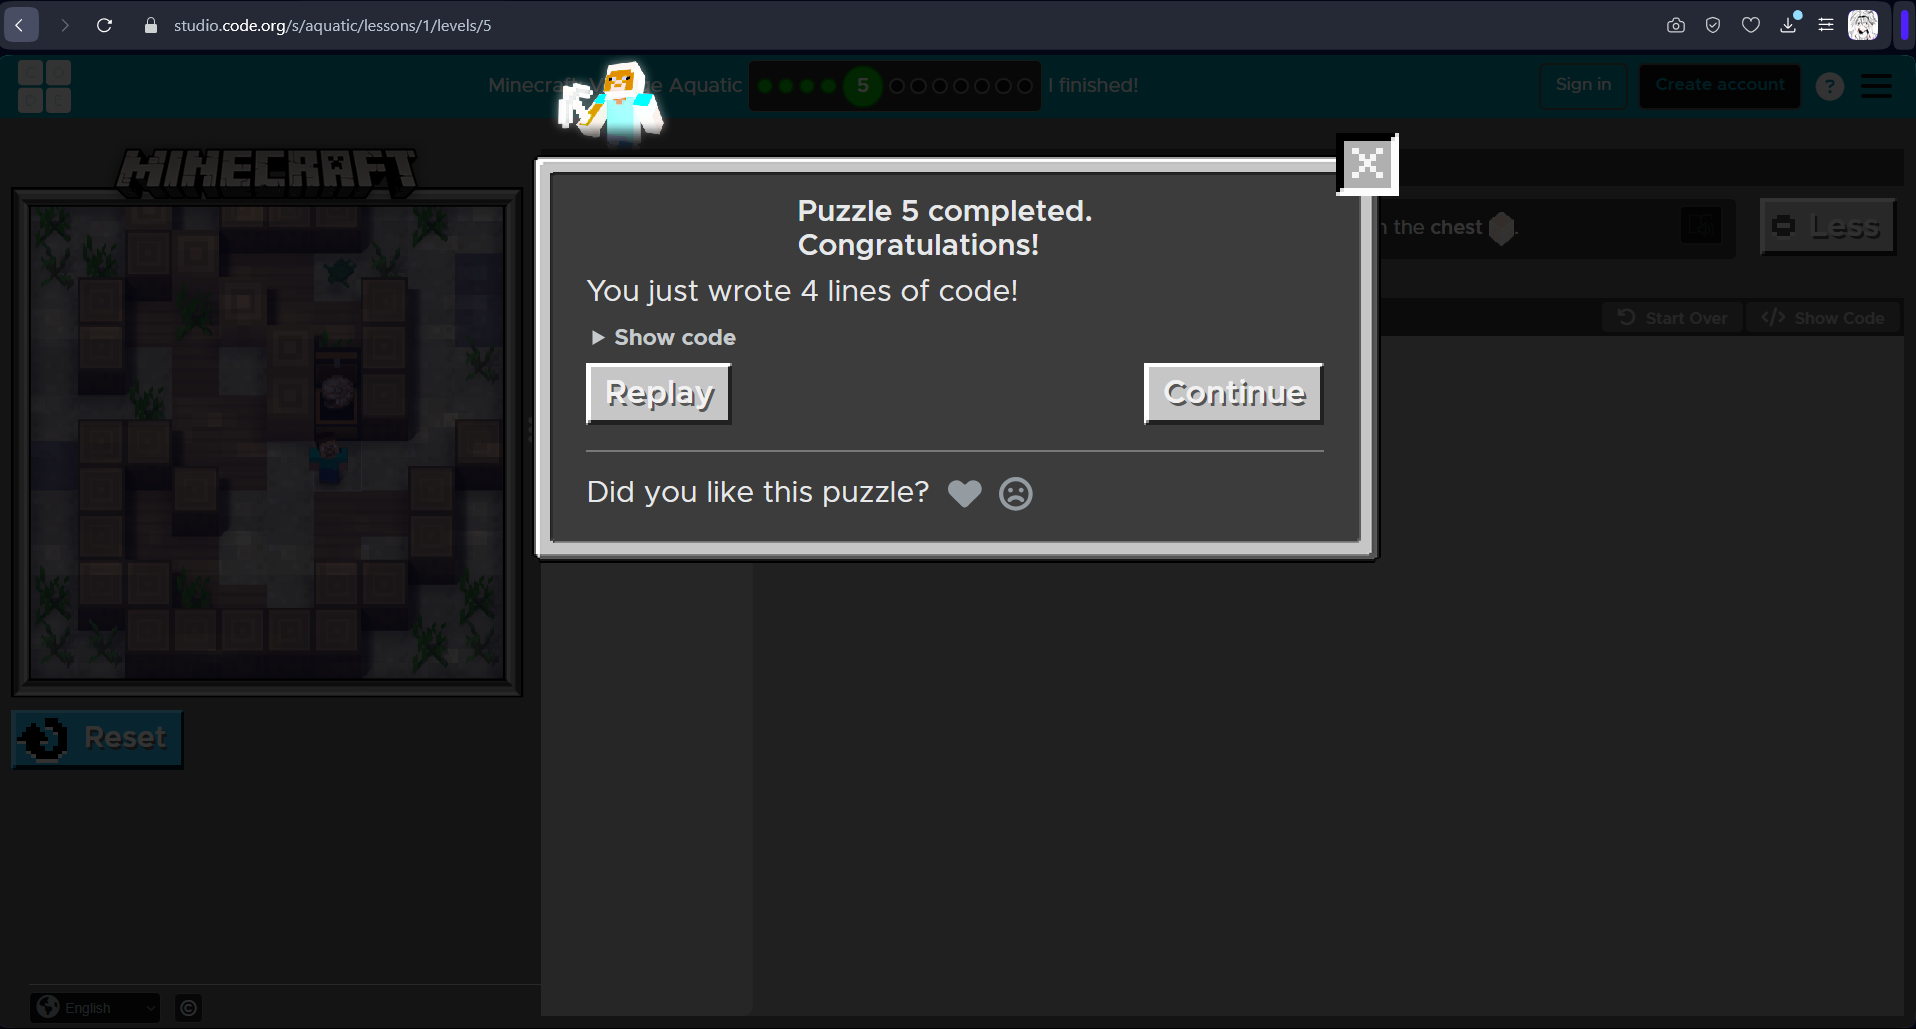 studio.code.org/s/aquatic/lessons/1/levels/5
Minecraft: Voyage Aquatic
5
I finished!
Sign in
Create account
?
MINECRAFT
Puzzle 5 completed.
Congratulations!
You just wrote 4 lines of code!
Show code
Replay
Continue
Did you like this puzzle?
the chest
Less
Start Over
Show Code
Reset
English
©